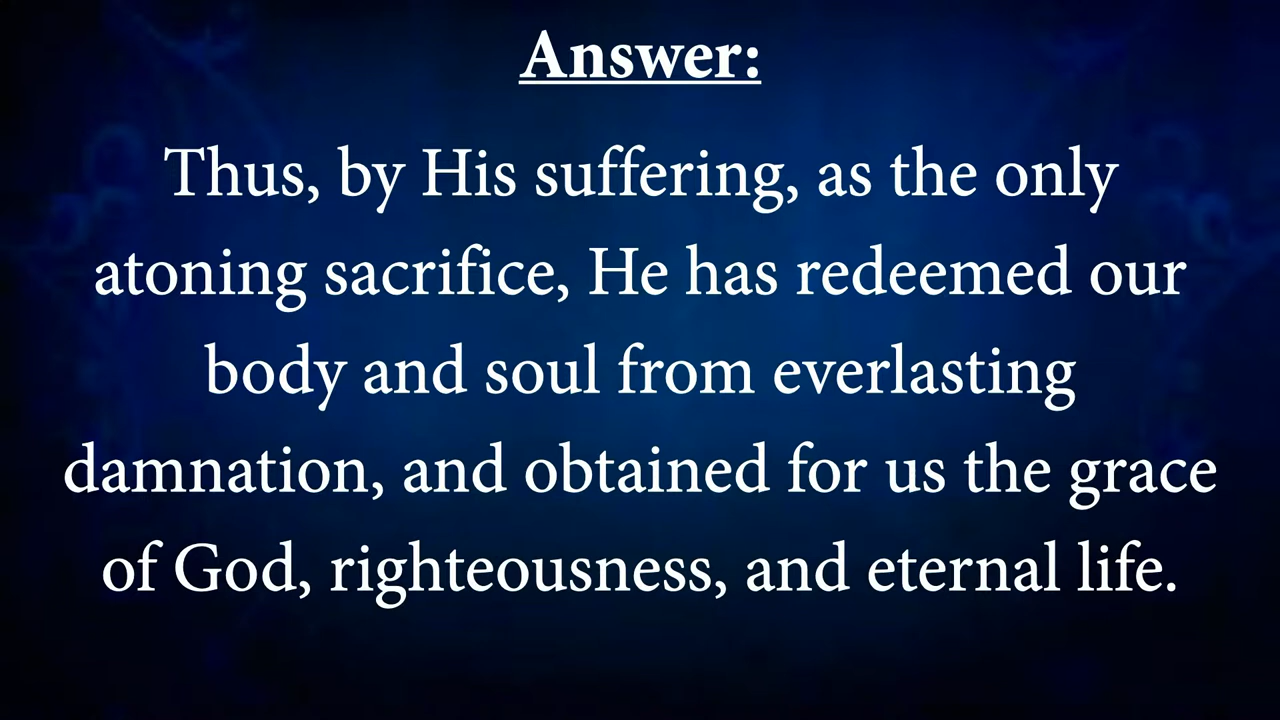 Answer:
Thus, by His suffering, as the only
atoning sacrifice, He has redeemed our
body and soul from everlasting
damnation, and obtained for us the grace
of God, righteousness, and eternal life.